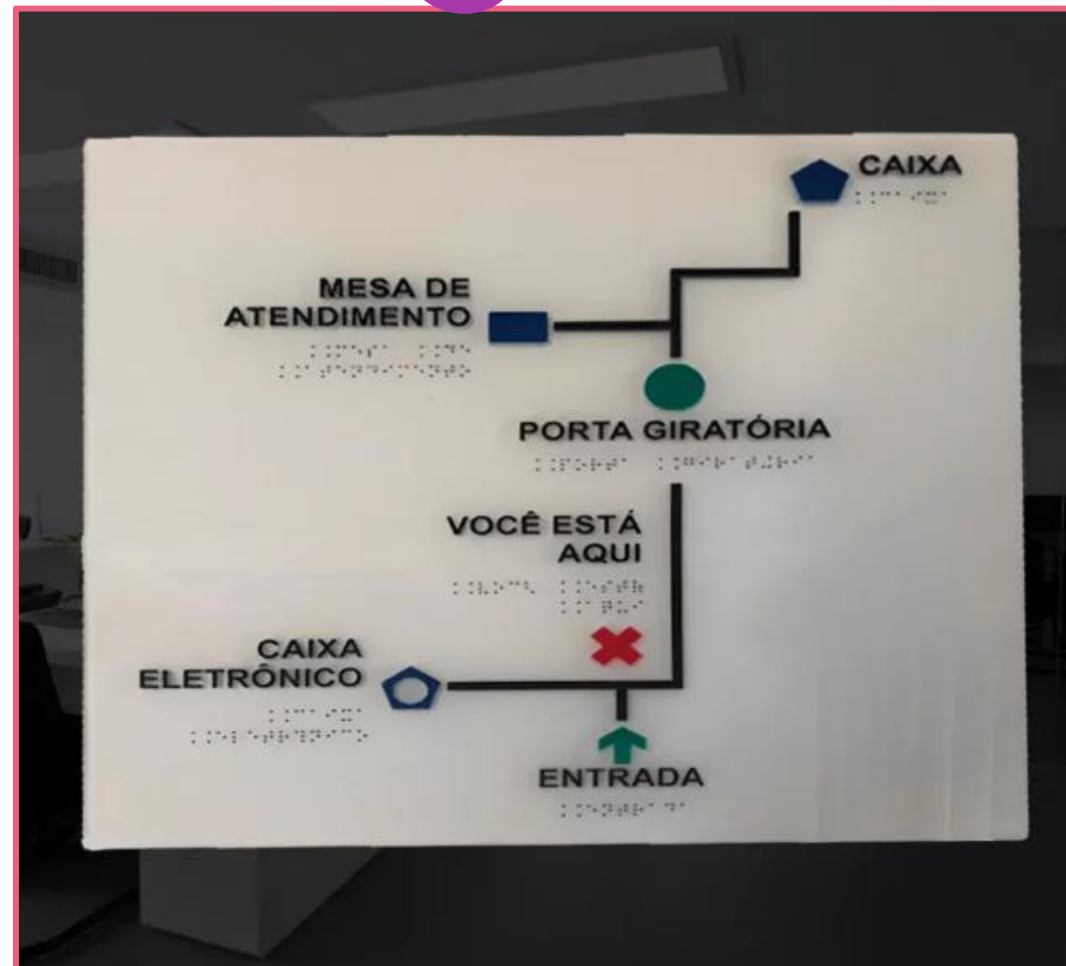 CAIXA
MESA DE
ATENDIMENTO
PORTA GIRATÓRIA
VOCÊ ESTÁ
AQUI
CAIXA
ELETRÔNICO
ENTRADA